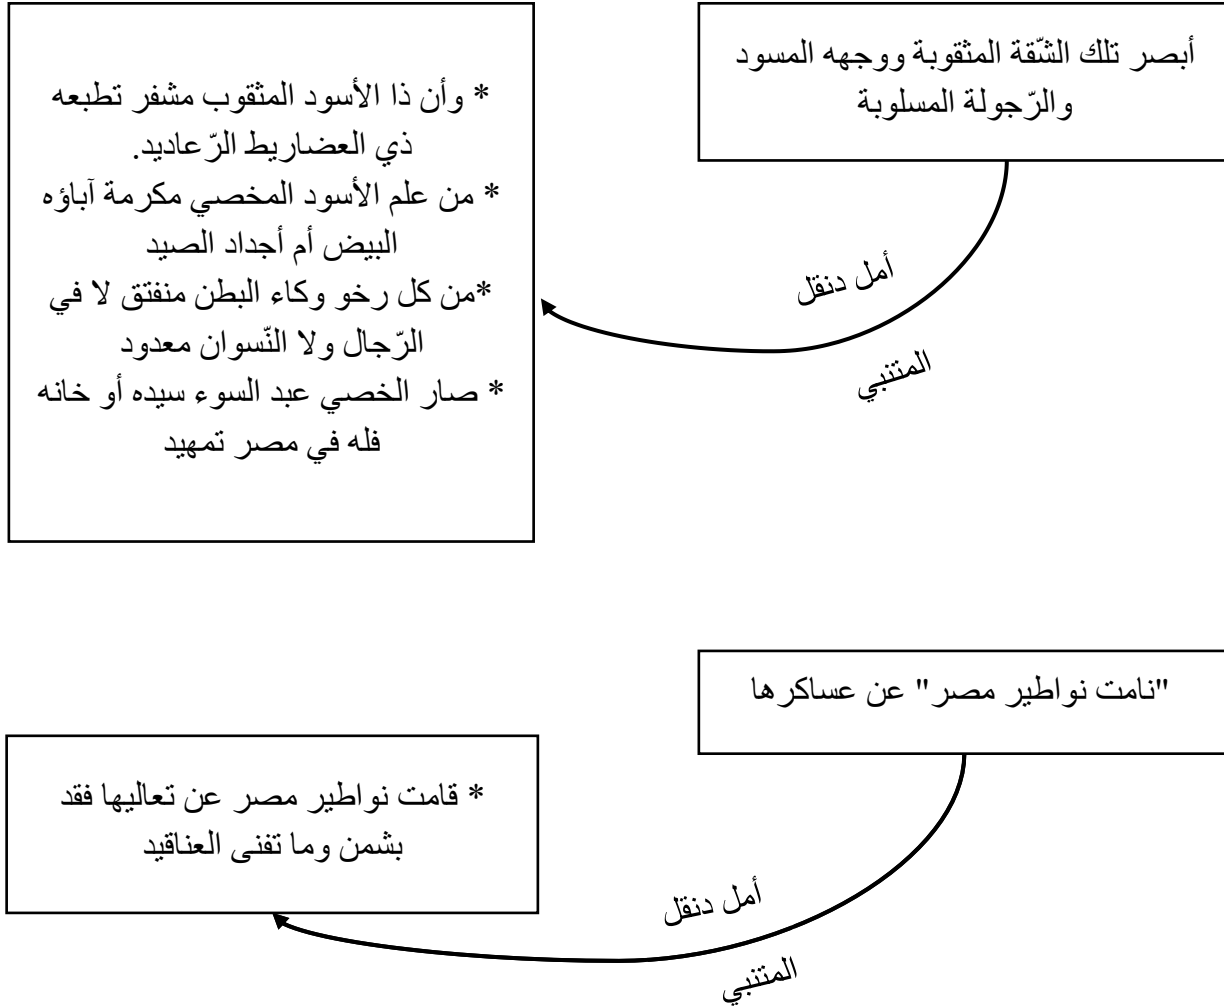 أبصر تلك الشّقة المثقوبة ووجهه المسود
والرّجولة المسلوبة
* وأن ذا الأسود المثقوب مشفر تطبعه
ذي العضاريط الرّعاديد.
* من علم الأسود المخصي مكرمة آباؤه
البيض أم أجداد الصيد
*من كل رخو وكاء البطن منفتق لا في
الرّجال ولا النّسوان معدود
* صار الخصي عبد السوء سيده أو خانه
فله في مصر تمهيد
أمل دنقل
المتنبي
"نامت نواطير مصر" عن عساكرها
* قامت نواطير مصر عن تعاليها فقد
بشمن وما تفنى العناقيد
أمل دنقل
المتنبي